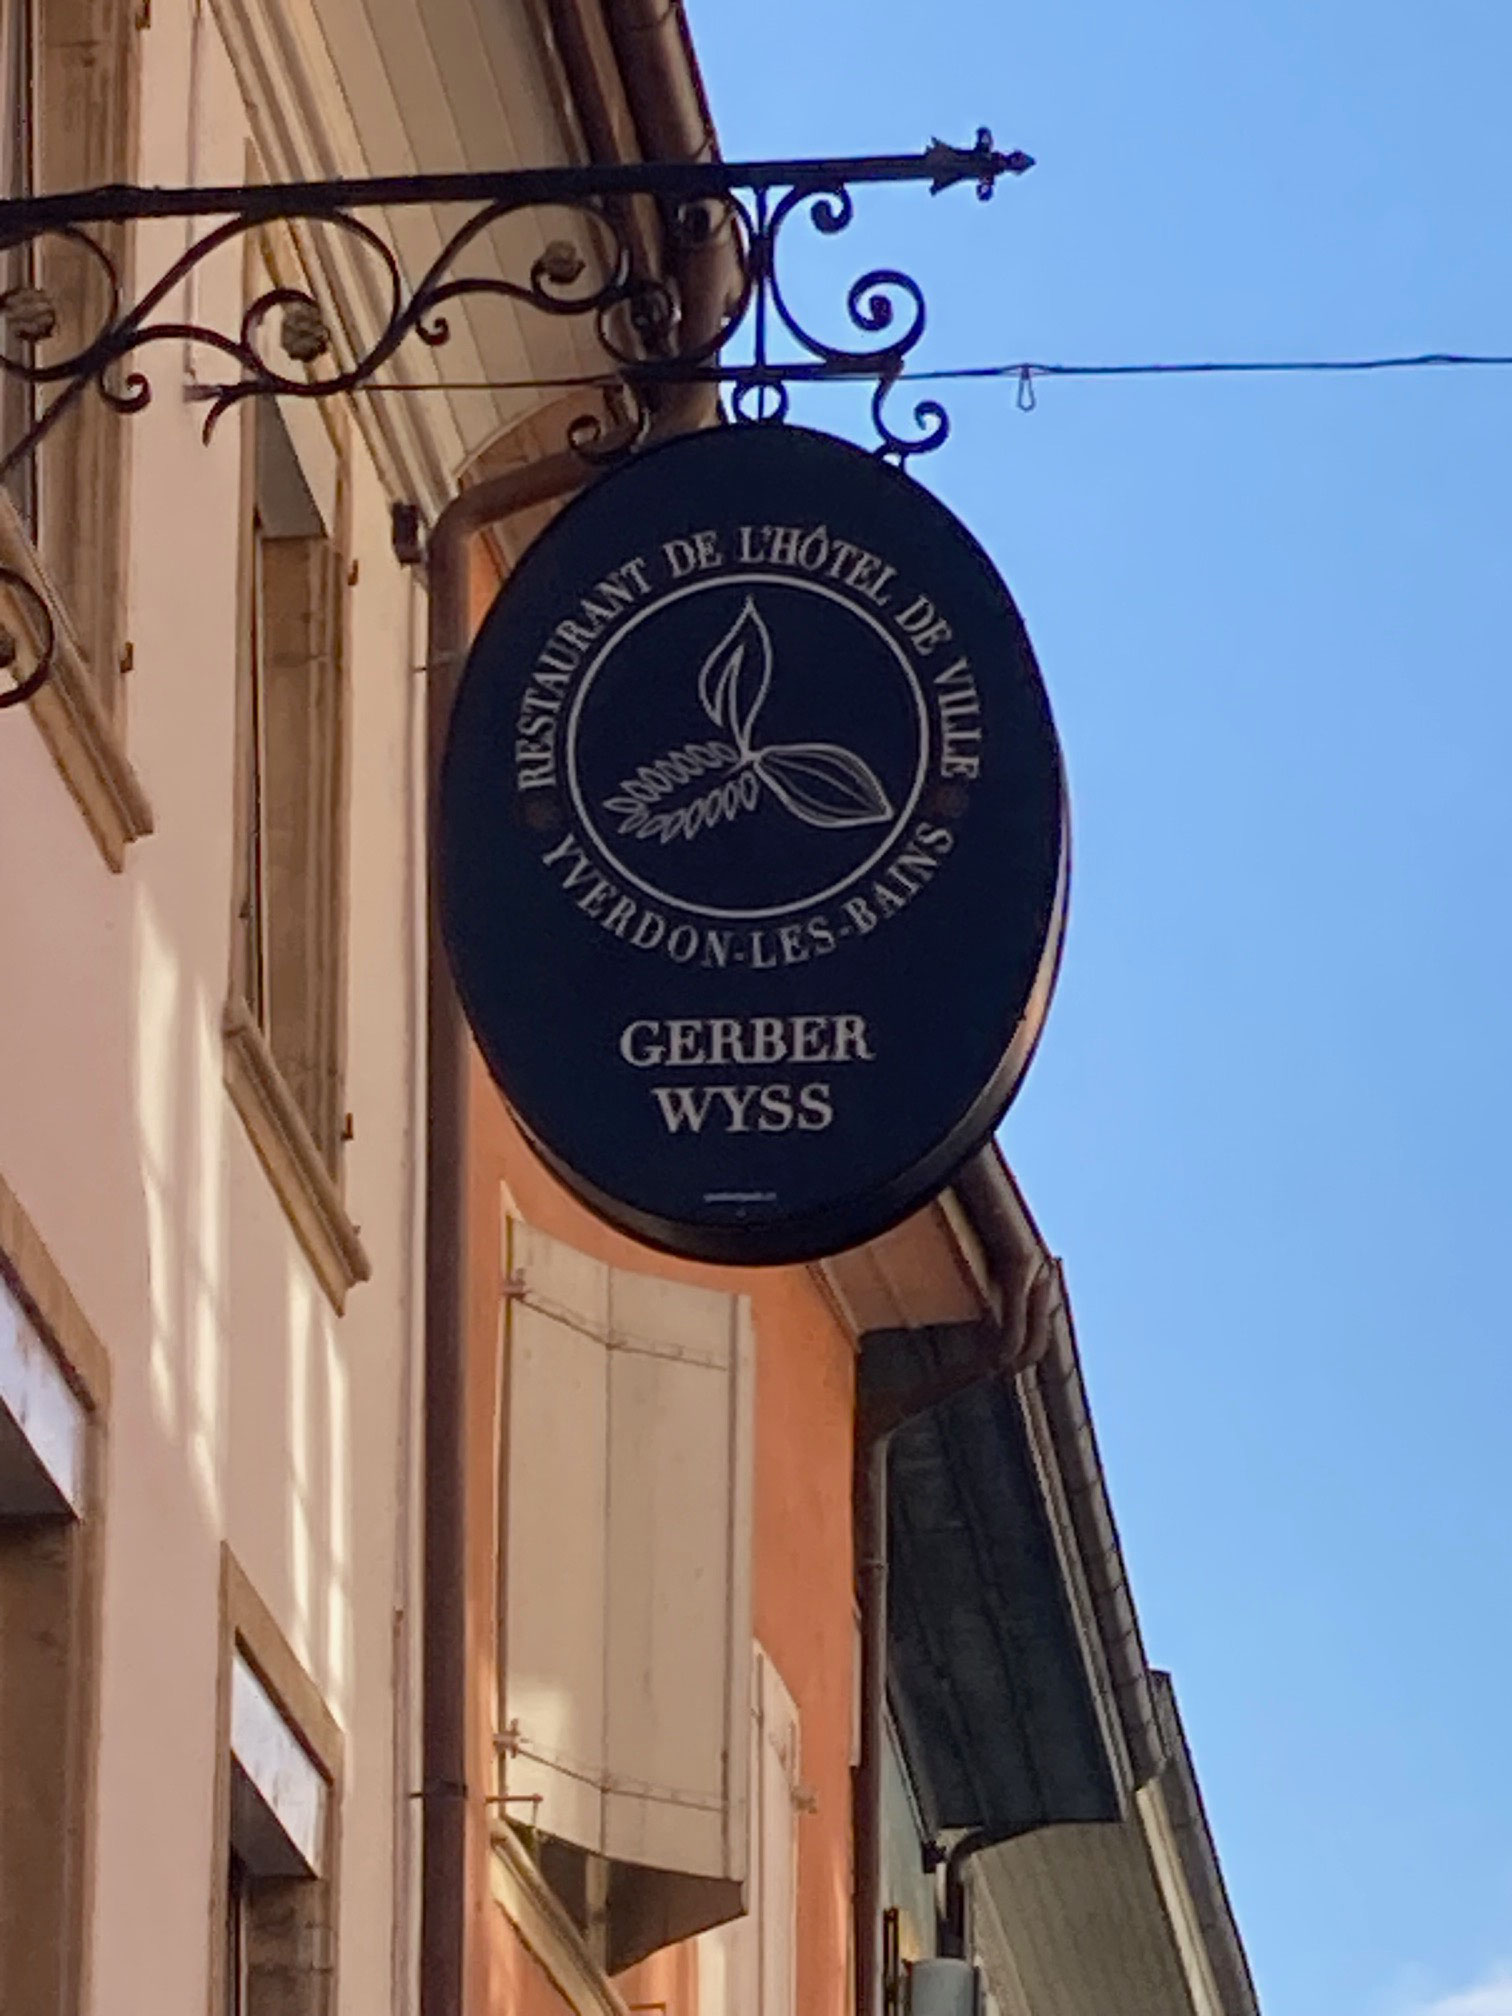 RESTAURANT DE L'HÔTEL DE VILLE
YVERDON-LES-BAINS
GERBER
WYSS